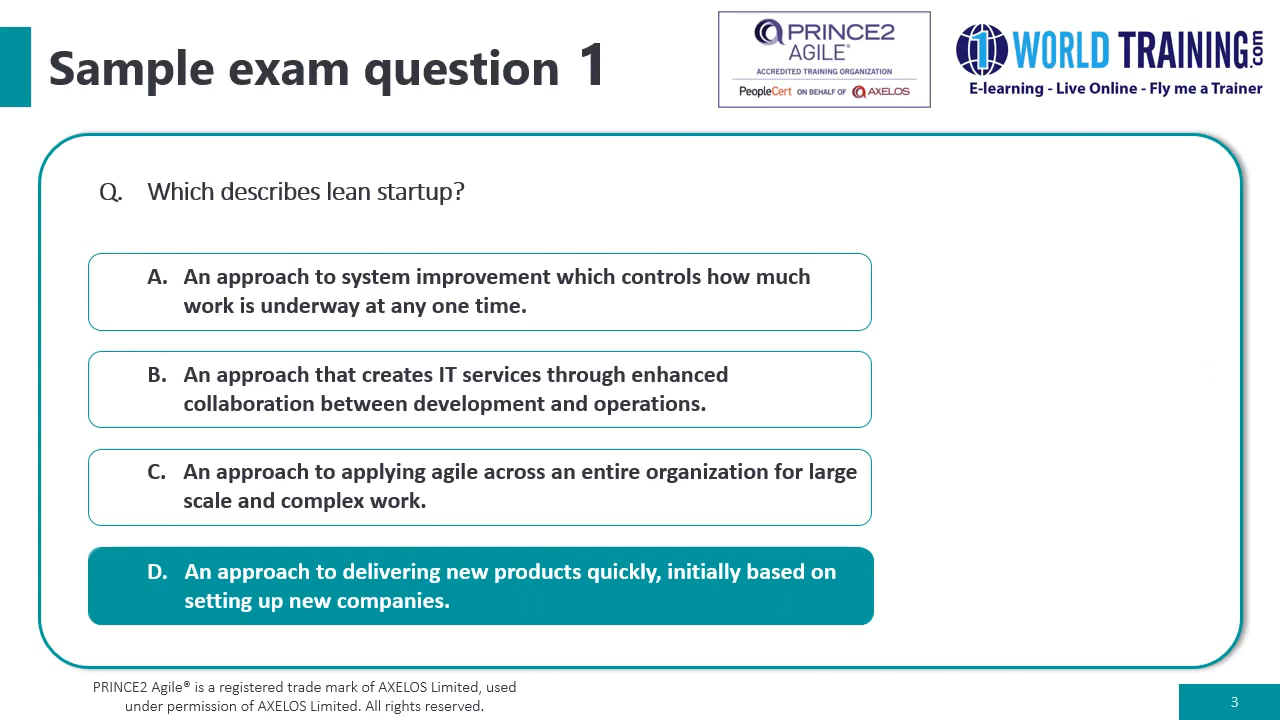 Sample exam question 1
PRINCE2
AGILE®
ACCREDITED TRAINING ORGANIZATION
PeopleCert ON BEHALF OF AXELOS
1 WORLD TRAINING.com
E-learning - Live Online - Fly me a Trainer
Q. Which describes lean startup?
A. An approach to system improvement which controls how much
work is underway at any one time.
B. An approach that creates IT services through enhanced
collaboration between development and operations.
C. An approach to applying agile across an entire organization for large
scale and complex work.
D. An approach to delivering new products quickly, initially based on
setting up new companies.
PRINCE2 Agile® is a registered trade mark of AXELOS Limited, used
under permission of AXELOS Limited. All rights reserved.
3